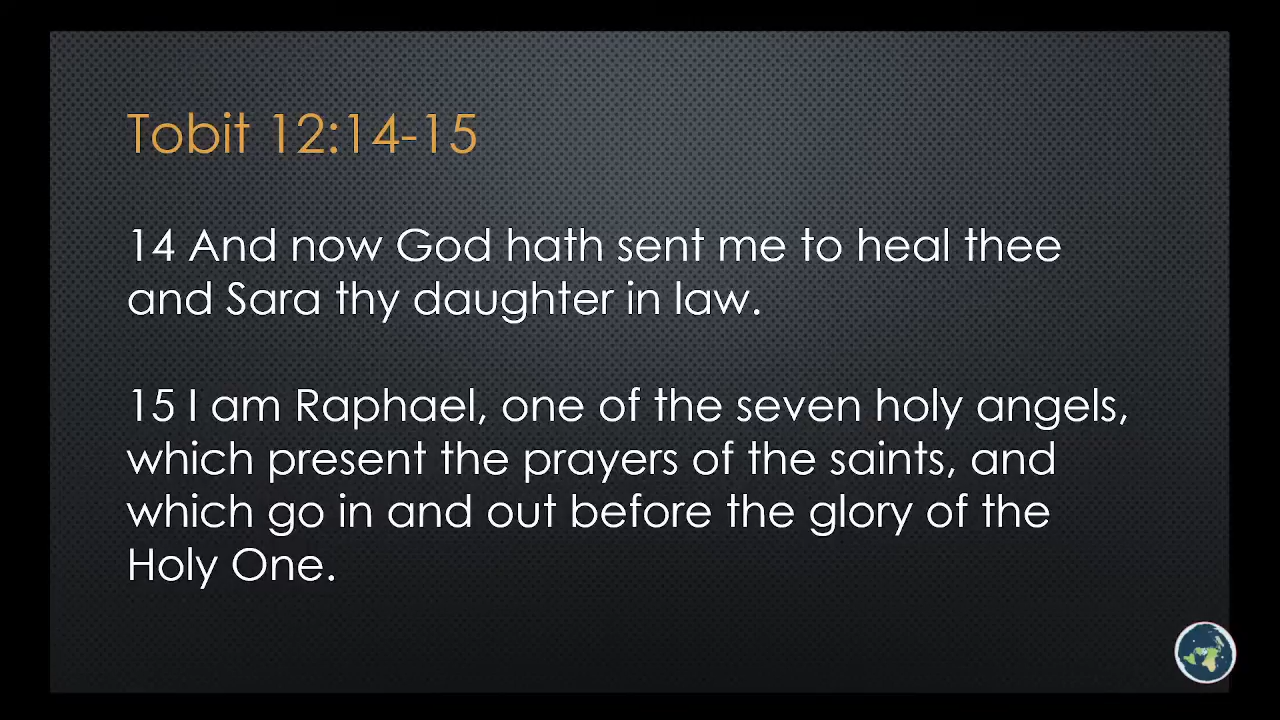 Tobit 12:14-15
14 And now God hath sent me to heal thee
and Sara thy daughter in law.
15 I am Raphael, one of the seven holy angels,
which present the prayers of the saints, and
which go in and out before the glory of the
Holy One.